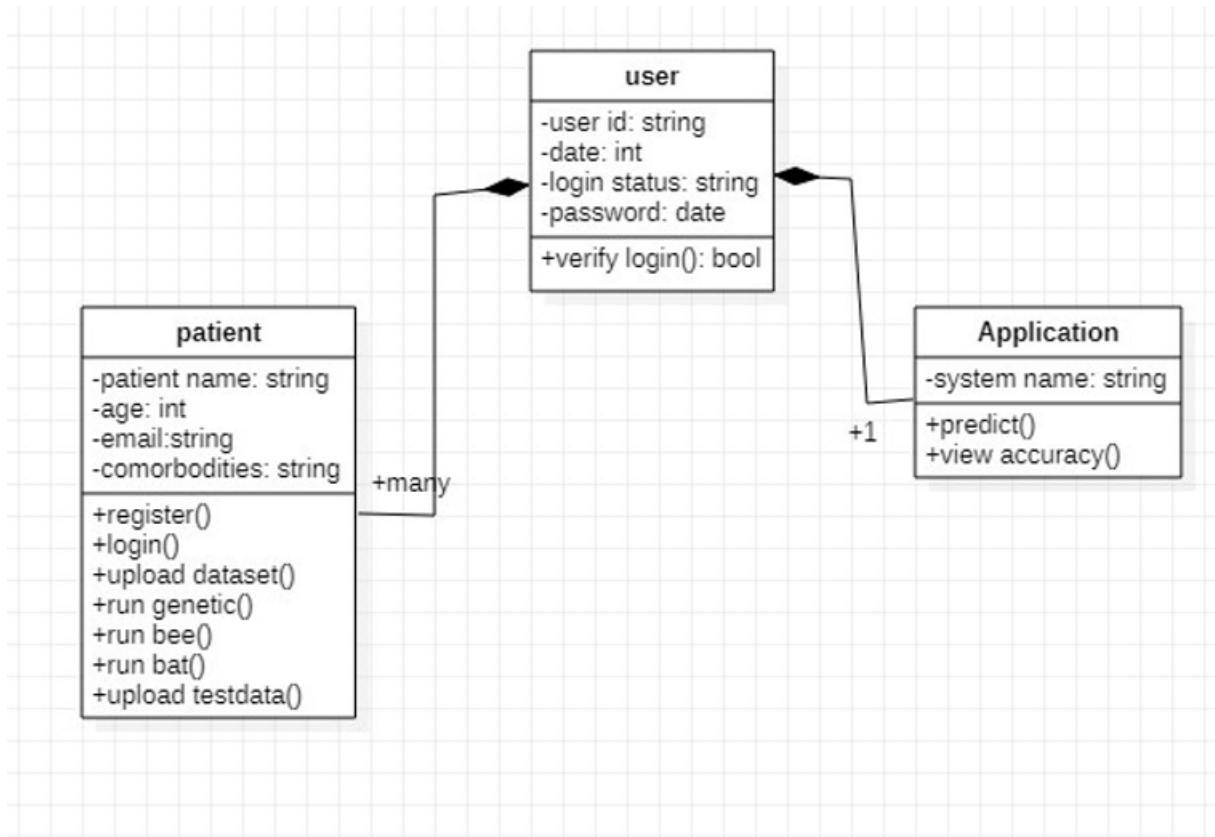 user
-user id: string
-date: int
-login status: string
-password: date
+verify login(): bool
patient
-patient name: string
-age: int
-email:string
-comorbodities: string
+register()
+login()
+upload dataset()
+run genetic()
+run bee()
+run bat()
+upload testdata()
+many
Application
-system name: string
+predict()
+view accuracy()
+1